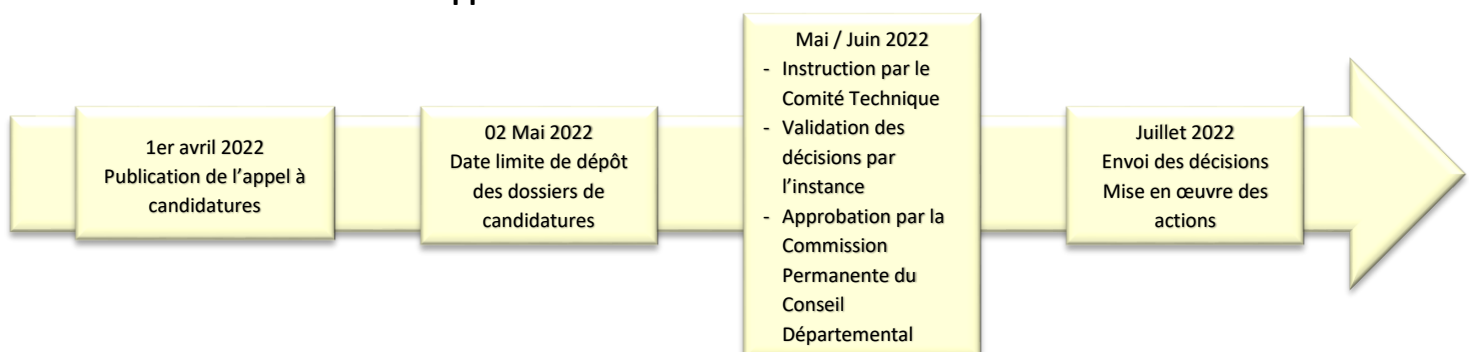 1er avril 2022
Publication de l’appel à
candidatures
02 Mai 2022
Date limite de dépôt
des dossiers de
candidatures
Mai / Juin 2022
- Instruction par le
Comité Technique
- Validation des
décisions par
l’instance
- Approbation par la
Commission
Permanente du
Conseil
Départemental
Juillet 2022
Envoi des décisions
Mise en œuvre des
actions